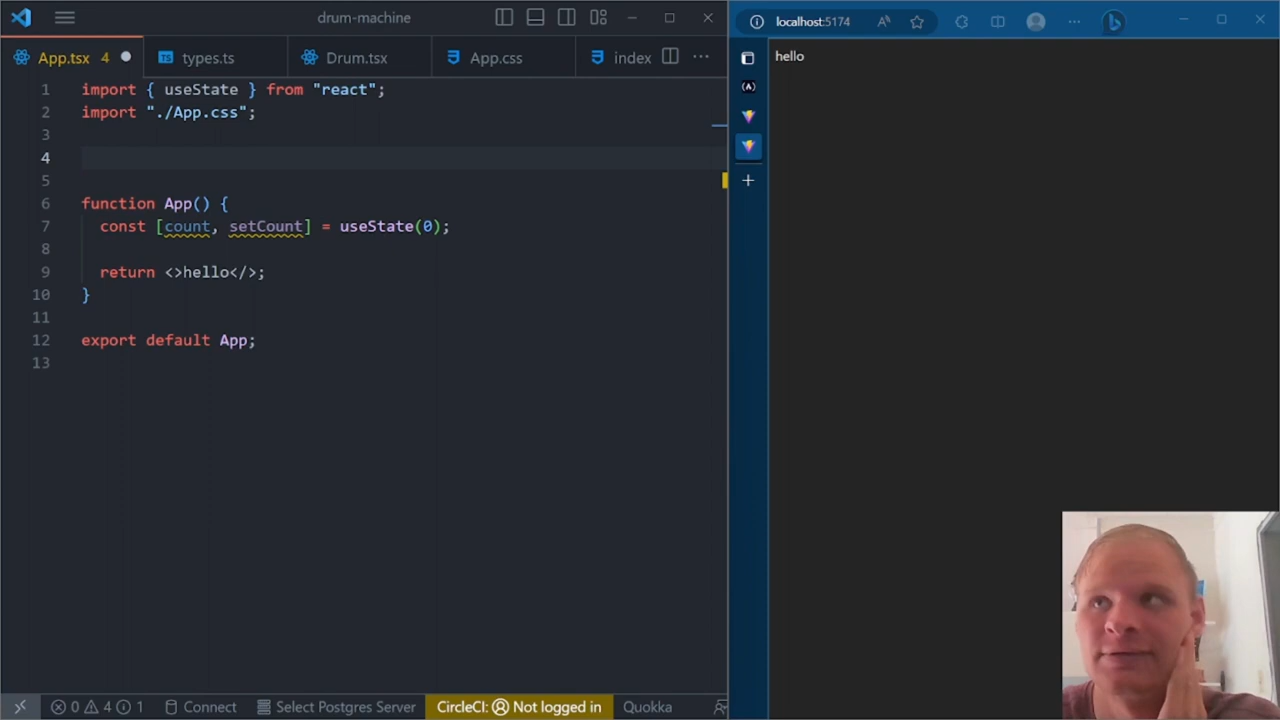 drum-machine
App.tsx 4
types.ts
Drum.tsx
App.css
index
1 import { useState } from "react";
2 import "./App.css";
3
4
5
6 function App() {
7 const [count, setCount] = useState(0);
8
9 return <>hello</>;
10 }
11
12 export default App;
13
0 4 1
Connect
Select Postgres Server
CircleCI: Not logged in
Quokka
localhost:5174
hello